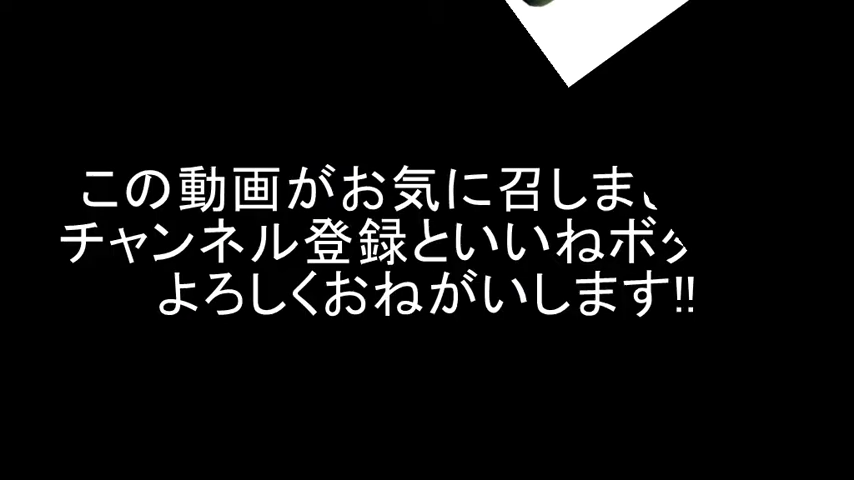 この動画がお気に召しま
チャンネル登録といいねボ
よろしくおねがいします!!